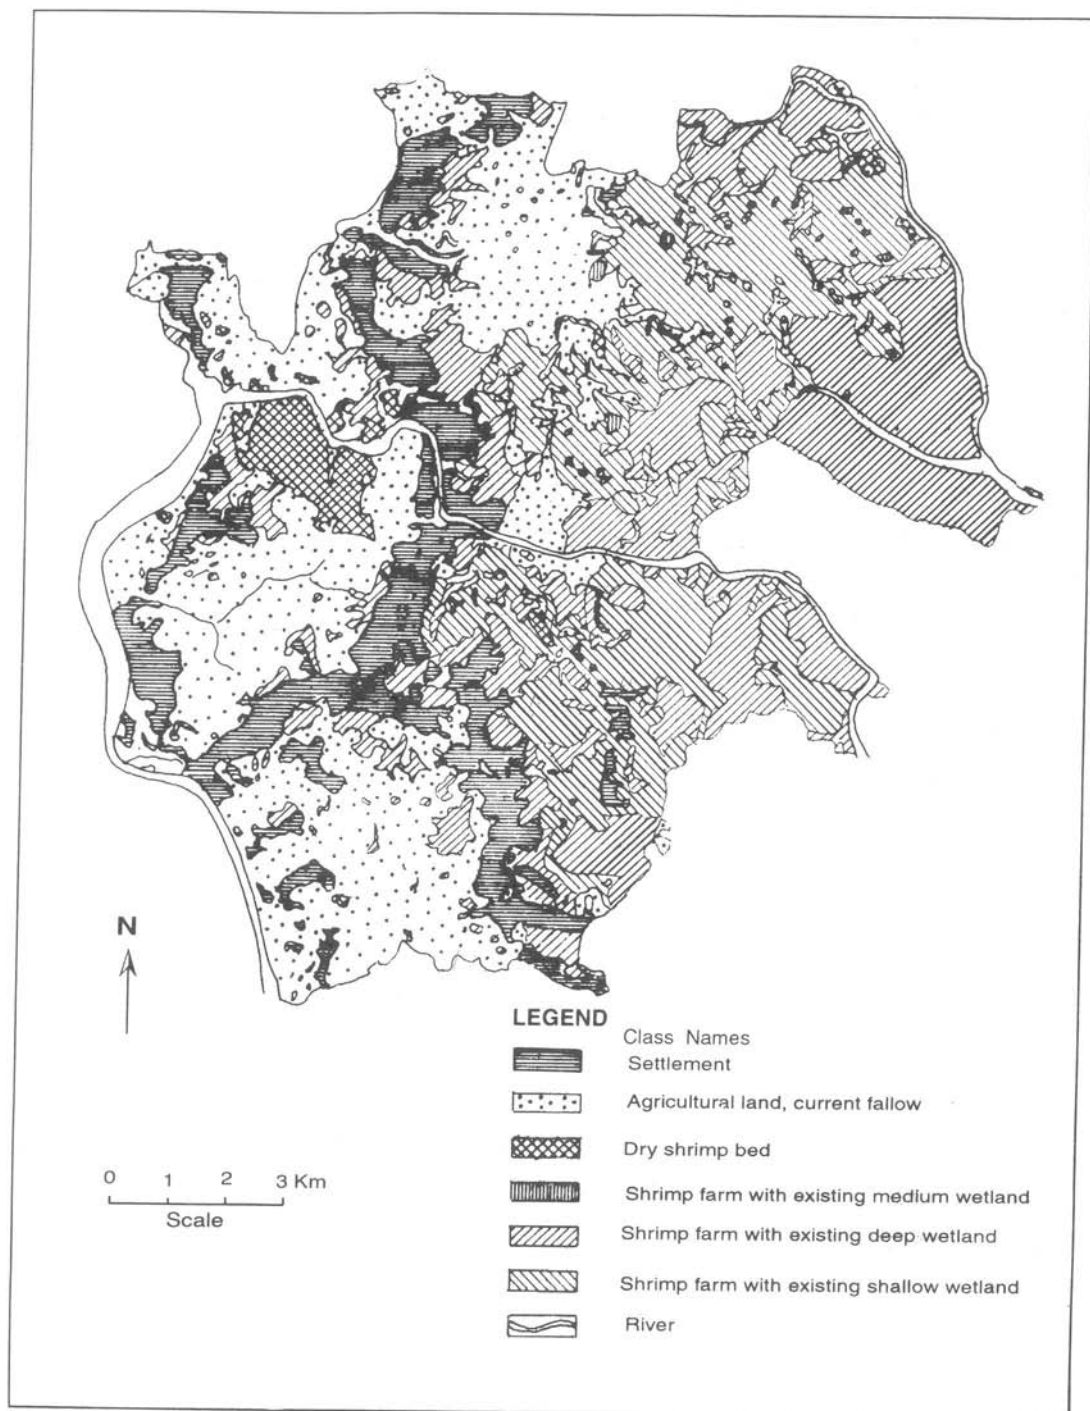 N
0 1 2 3 Km
Scale
LEGEND
Class Names
Settlement
Agricultural land, current fallow
Dry shrimp bed
Shrimp farm with existing medium wetland
Shrimp farm with existing deep wetland
Shrimp farm with existing shallow wetland
River